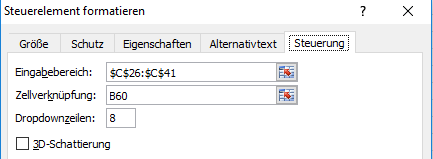 Steuerelement formatieren ? ×
Größe Schutz Eigenschaften Alternativtext Steuerung
Eingabebereich: $C$26:$C$41
Zellverknüpfung: B60
Dropdownzeilen: 8
3D-Schattierung